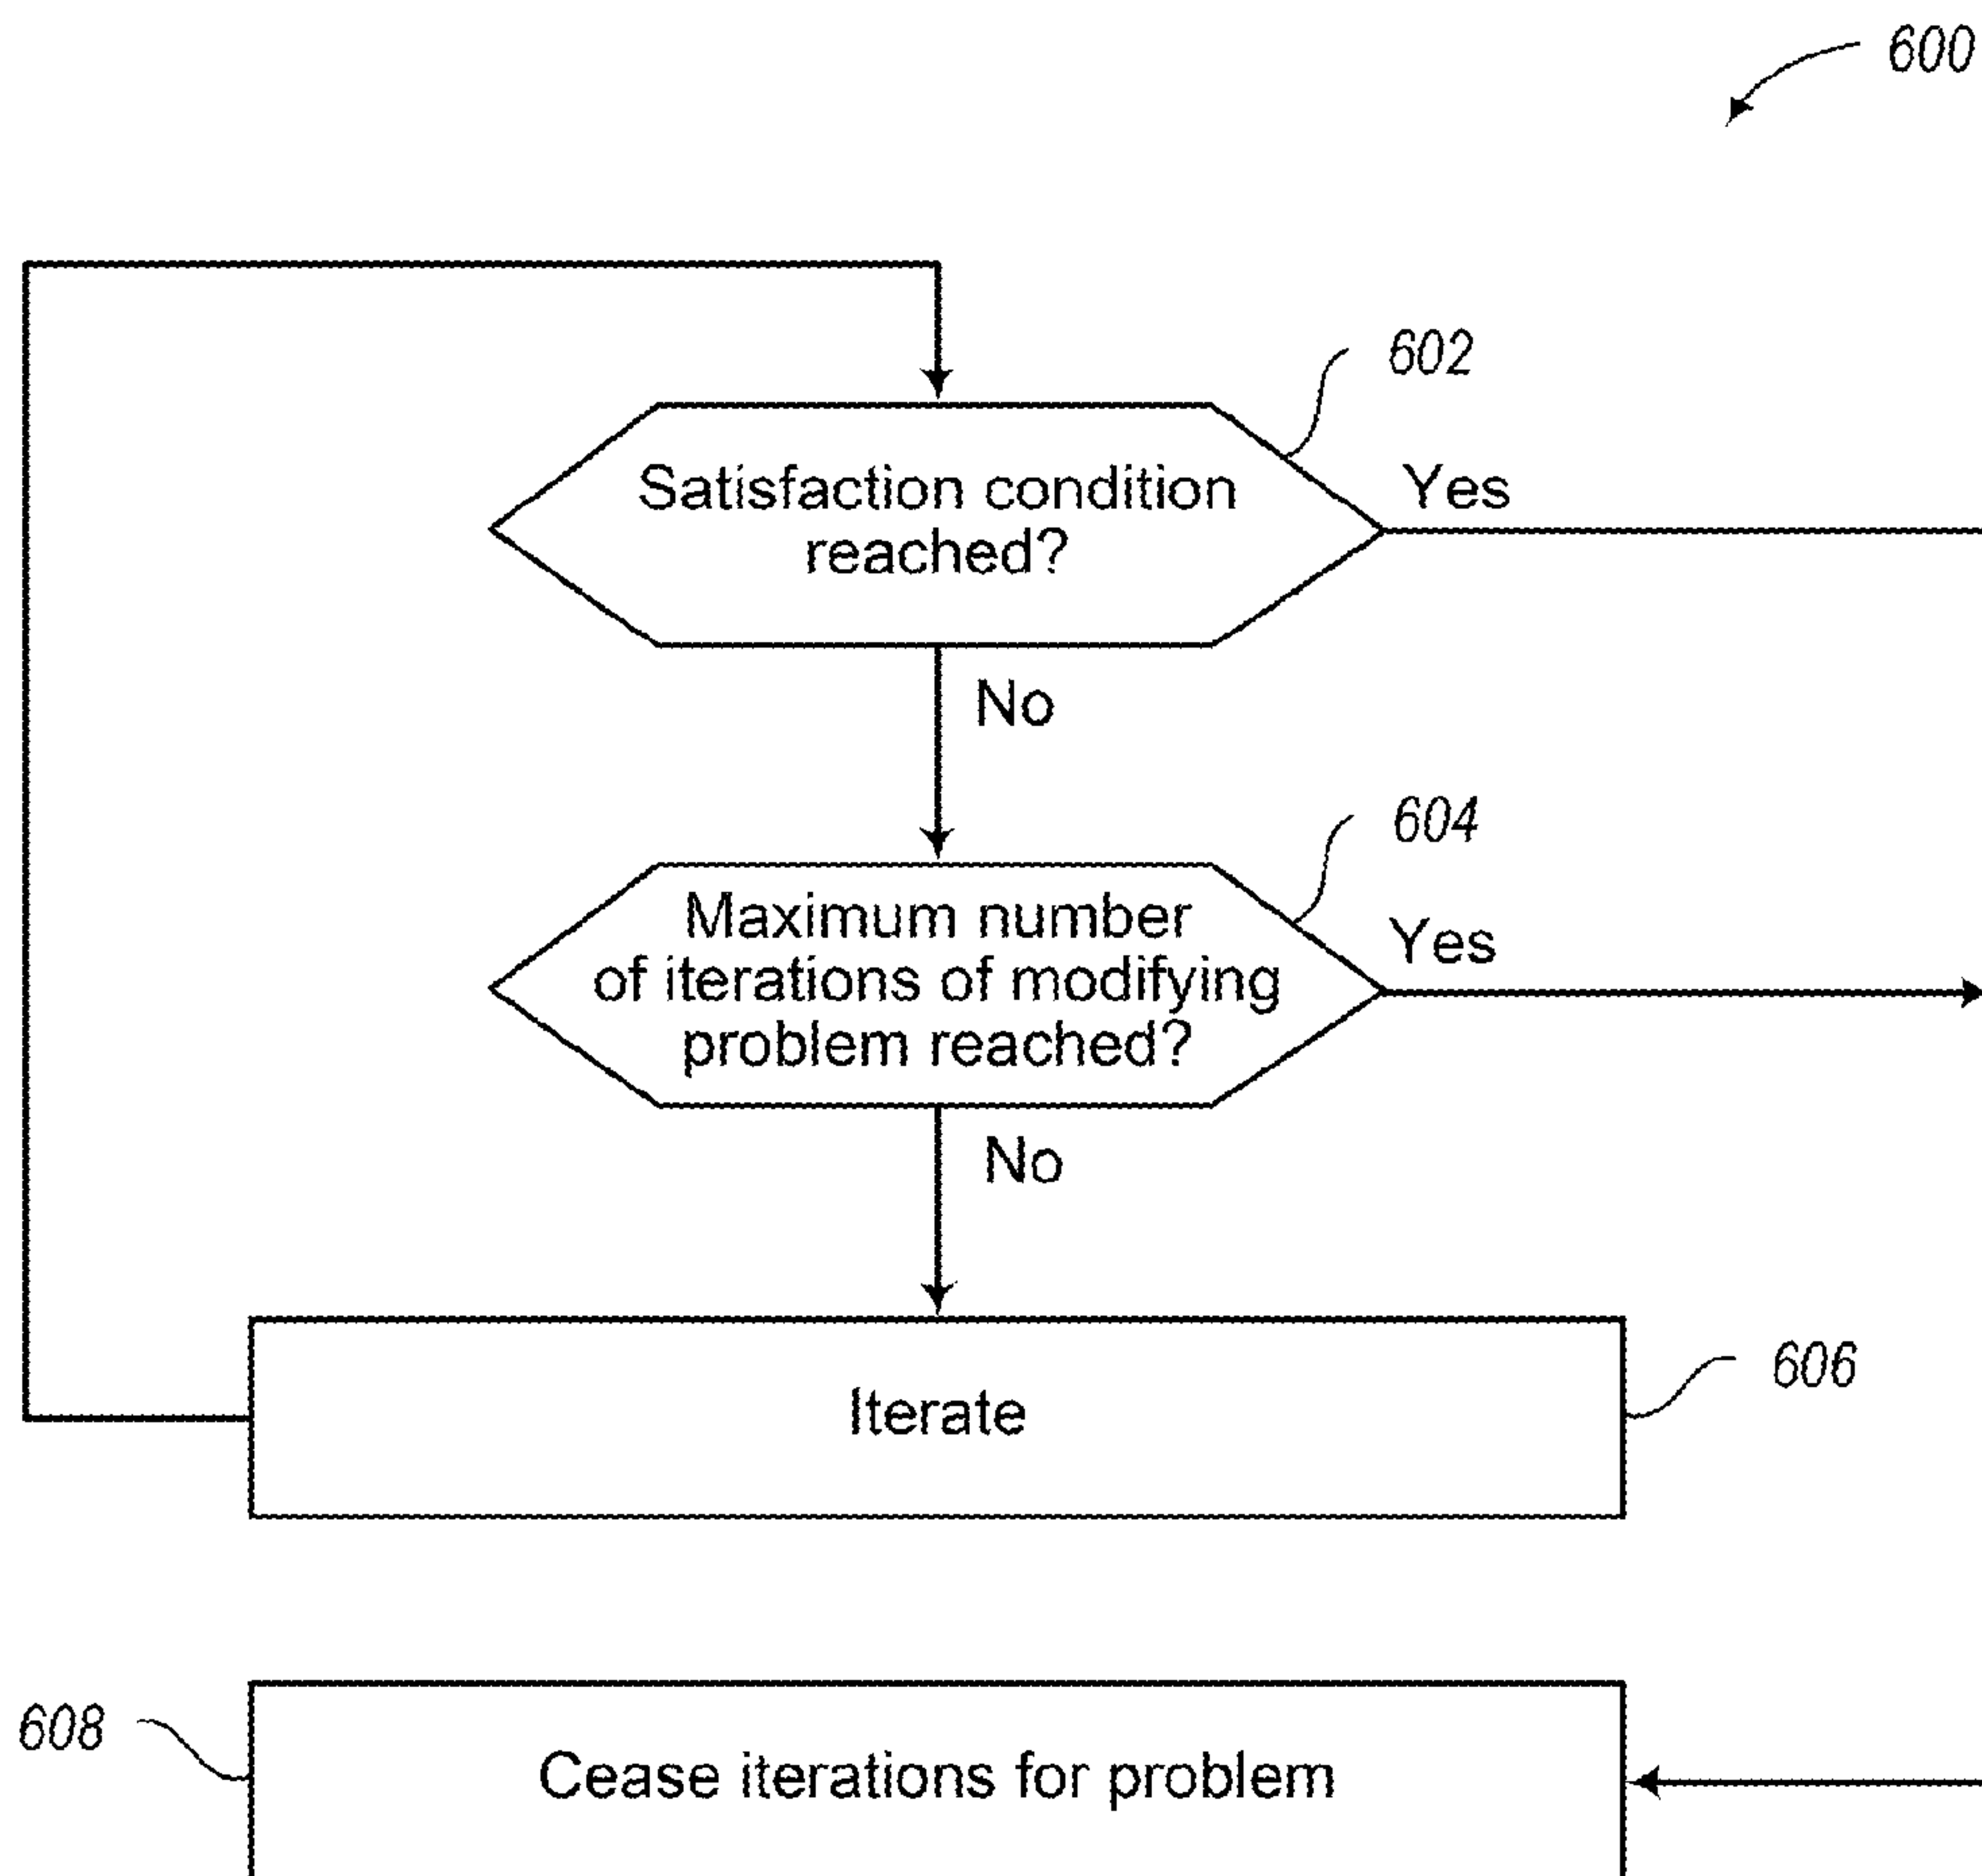 600
602
Satisfaction condition
reached?
Yes
No
604
Maximum number
of iterations of modifying
problem reached?
Yes
No
Iterate
606
608
Cease iterations for problem